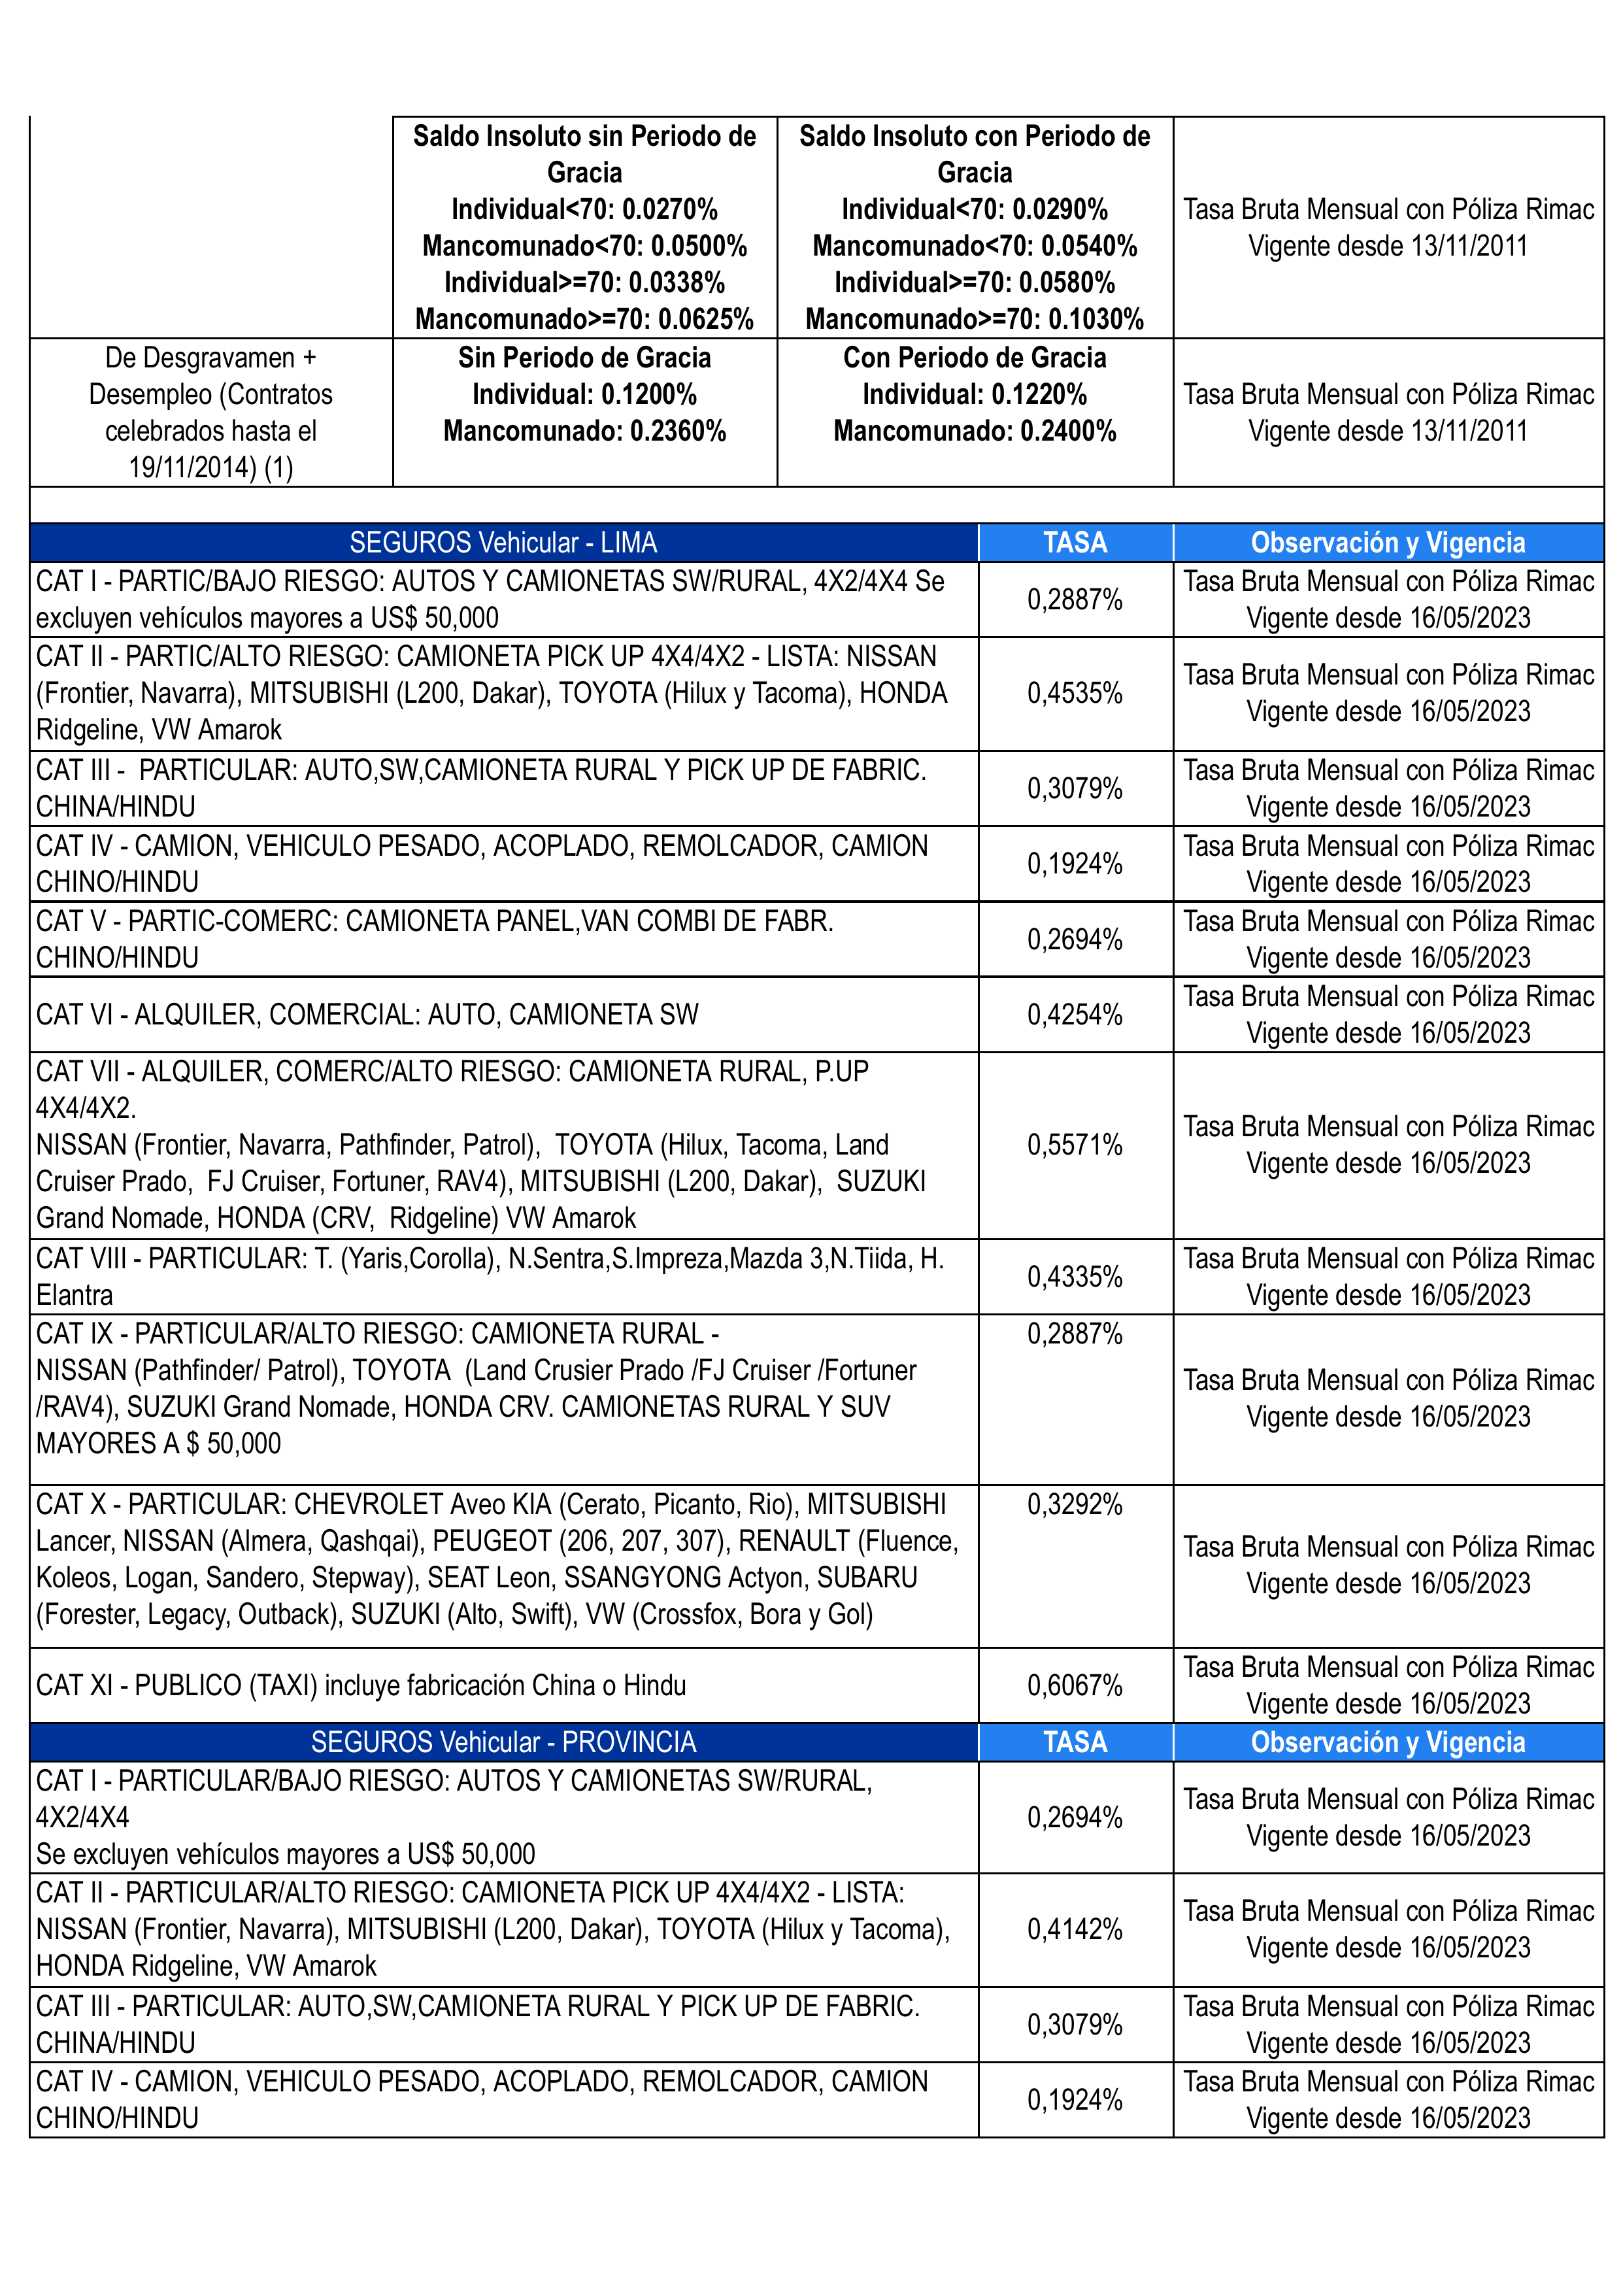 Saldo Insoluto sin Periodo de
Gracia
Individual<70: 0.0270%
Mancomunado<70: 0.0500%
Individual>=70: 0.0338%
Mancomunado>=70: 0.0625%
Saldo Insoluto con Periodo de
Gracia
Individual<70: 0.0290%
Mancomunado<70: 0.0540%
Individual>=70: 0.0580%
Mancomunado>=70: 0.1030%
Tasa Bruta Mensual con Póliza Rimac
Vigente desde 13/11/2011
De Desgravamen +
Desempleo (Contratos
celebrados hasta el
19/11/2014) (1)
Sin Periodo de Gracia
Individual: 0.1200%
Mancomunado: 0.2360%
Con Periodo de Gracia
Individual: 0.1220%
Mancomunado: 0.2400%
Tasa Bruta Mensual con Póliza Rimac
Vigente desde 13/11/2011
SEGUROS Vehicular - LIMA
TASA
Observación y Vigencia
CAT I - PARTIC/BAJO RIESGO: AUTOS Y CAMIONETAS SW/RURAL, 4X2/4X4 Se
excluyen vehículos mayores a US$ 50,000
0,2887%
Tasa Bruta Mensual con Póliza Rimac
Vigente desde 16/05/2023
CAT II - PARTIC/ALTO RIESGO: CAMIONETA PICK UP 4X4/4X2 - LISTA: NISSAN
(Frontier, Navarra), MITSUBISHI (L200, Dakar), TOYOTA (Hilux y Tacoma), HONDA
Ridgeline, VW Amarok
0,4535%
Tasa Bruta Mensual con Póliza Rimac
Vigente desde 16/05/2023
CAT III -  PARTICULAR: AUTO,SW,CAMIONETA RURAL Y PICK UP DE FABRIC.
CHINA/HINDU
0,3079%
Tasa Bruta Mensual con Póliza Rimac
Vigente desde 16/05/2023
CAT IV - CAMION, VEHICULO PESADO, ACOPLADO, REMOLCADOR, CAMION
CHINO/HINDU
0,1924%
Tasa Bruta Mensual con Póliza Rimac
Vigente desde 16/05/2023
CAT V - PARTIC-COMERC: CAMIONETA PANEL,VAN COMBI DE FABR.
CHINO/HINDU
0,2694%
Tasa Bruta Mensual con Póliza Rimac
Vigente desde 16/05/2023
CAT VI - ALQUILER, COMERCIAL: AUTO, CAMIONETA SW
0,4254%
Tasa Bruta Mensual con Póliza Rimac
Vigente desde 16/05/2023
CAT VII - ALQUILER, COMERC/ALTO RIESGO: CAMIONETA RURAL, P.UP
4X4/4X2.
NISSAN (Frontier, Navarra, Pathfinder, Patrol),  TOYOTA (Hilux, Tacoma, Land
Cruiser Prado,  FJ Cruiser, Fortuner, RAV4), MITSUBISHI (L200, Dakar),  SUZUKI
Grand Nomade, HONDA (CRV,  Ridgeline) VW Amarok
0,5571%
Tasa Bruta Mensual con Póliza Rimac
Vigente desde 16/05/2023
CAT VIII - PARTICULAR: T. (Yaris,Corolla), N.Sentra,S.Impreza,Mazda 3,N.Tiida, H.
Elantra
0,4335%
Tasa Bruta Mensual con Póliza Rimac
Vigente desde 16/05/2023
CAT IX - PARTICULAR/ALTO RIESGO: CAMIONETA RURAL -
NISSAN (Pathfinder/ Patrol), TOYOTA  (Land Crusier Prado /FJ Cruiser /Fortuner
/RAV4), SUZUKI Grand Nomade, HONDA CRV. CAMIONETAS RURAL Y SUV
MAYORES A $ 50,000
0,2887%
Tasa Bruta Mensual con Póliza Rimac
Vigente desde 16/05/2023
CAT X - PARTICULAR: CHEVROLET Aveo KIA (Cerato, Picanto, Rio), MITSUBISHI
Lancer, NISSAN (Almera, Qashqai), PEUGEOT (206, 207, 307), RENAULT (Fluence,
Koleos, Logan, Sandero, Stepway), SEAT Leon, SSANGYONG Actyon, SUBARU
(Forester, Legacy, Outback), SUZUKI (Alto, Swift), VW (Crossfox, Bora y Gol)
0,3292%
Tasa Bruta Mensual con Póliza Rimac
Vigente desde 16/05/2023
CAT XI - PUBLICO (TAXI) incluye fabricación China o Hindu
0,6067%
Tasa Bruta Mensual con Póliza Rimac
Vigente desde 16/05/2023
SEGUROS Vehicular - PROVINCIA
TASA
Observación y Vigencia
CAT I - PARTICULAR/BAJO RIESGO: AUTOS Y CAMIONETAS SW/RURAL,
4X2/4X4
Se excluyen vehículos mayores a US$ 50,000
0,2694%
Tasa Bruta Mensual con Póliza Rimac
Vigente desde 16/05/2023
CAT II - PARTICULAR/ALTO RIESGO: CAMIONETA PICK UP 4X4/4X2 - LISTA:
NISSAN (Frontier, Navarra), MITSUBISHI (L200, Dakar), TOYOTA (Hilux y Tacoma),
HONDA Ridgeline, VW Amarok
0,4142%
Tasa Bruta Mensual con Póliza Rimac
Vigente desde 16/05/2023
CAT III - PARTICULAR: AUTO,SW,CAMIONETA RURAL Y PICK UP DE FABRIC.
CHINA/HINDU
0,3079%
Tasa Bruta Mensual con Póliza Rimac
Vigente desde 16/05/2023
CAT IV - CAMION, VEHICULO PESADO, ACOPLADO, REMOLCADOR, CAMION
CHINO/HINDU
0,1924%
Tasa Bruta Mensual con Póliza Rimac
Vigente desde 16/05/2023